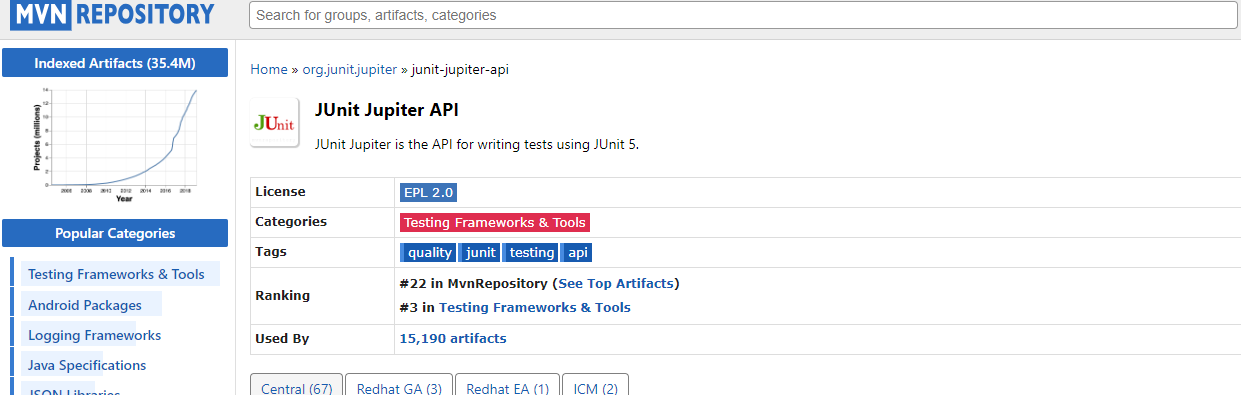 MVN REPOSITORY
Search for groups, artifacts, categories
Indexed Artifacts (35.4M)
Projects (millions)
Year
Popular Categories
Testing Frameworks & Tools
Android Packages
Logging Frameworks
Java Specifications
JSON Libraries
Home » org.junit.jupiter » junit-jupiter-api
JUnit
JUnit Jupiter API
JUnit Jupiter is the API for writing tests using JUnit 5.
License EPL 2.0
Categories Testing Frameworks & Tools
Tags quality junit testing api
Ranking #22 in MvnRepository (See Top Artifacts)
#3 in Testing Frameworks & Tools
Used By 15,190 artifacts
Central (67) Redhat GA (3) Redhat EA (1) ICM (2)